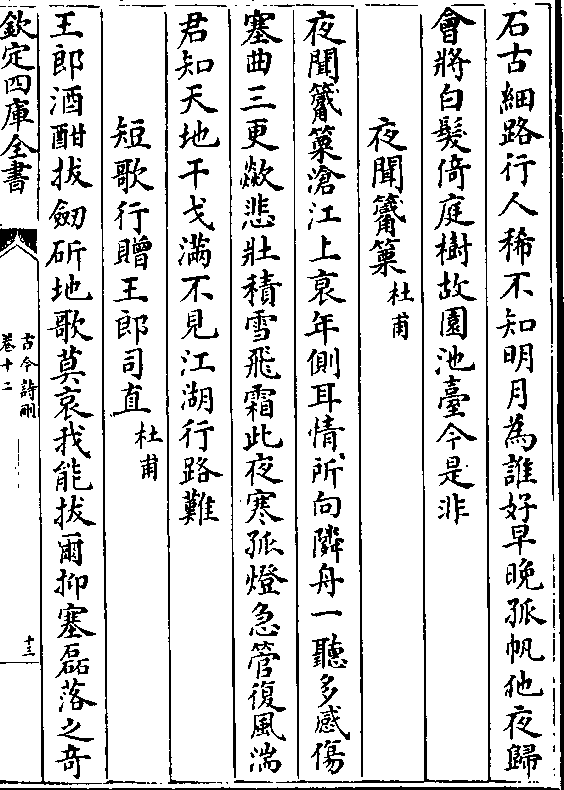 石古細路行人稀不知明月為誰好早晚孤帆他夜歸
會將白髮倚庭樹故園池臺今是非
夜聞觱篥杜甫
夜聞觱篥滄江上衰年側耳情所向隣舟一聽多感傷
塞曲三更欻悲壯積雪飛霜此夜寒孤燈急管復風湍
君知天地干戈滿不見江湖行路難
短歌行贈王郎司直杜甫
王郎酒酣拔劒斫地歌莫哀我能拔爾抑塞磊落之奇
欽定四庫全書
古今詩刪
卷十二
十三